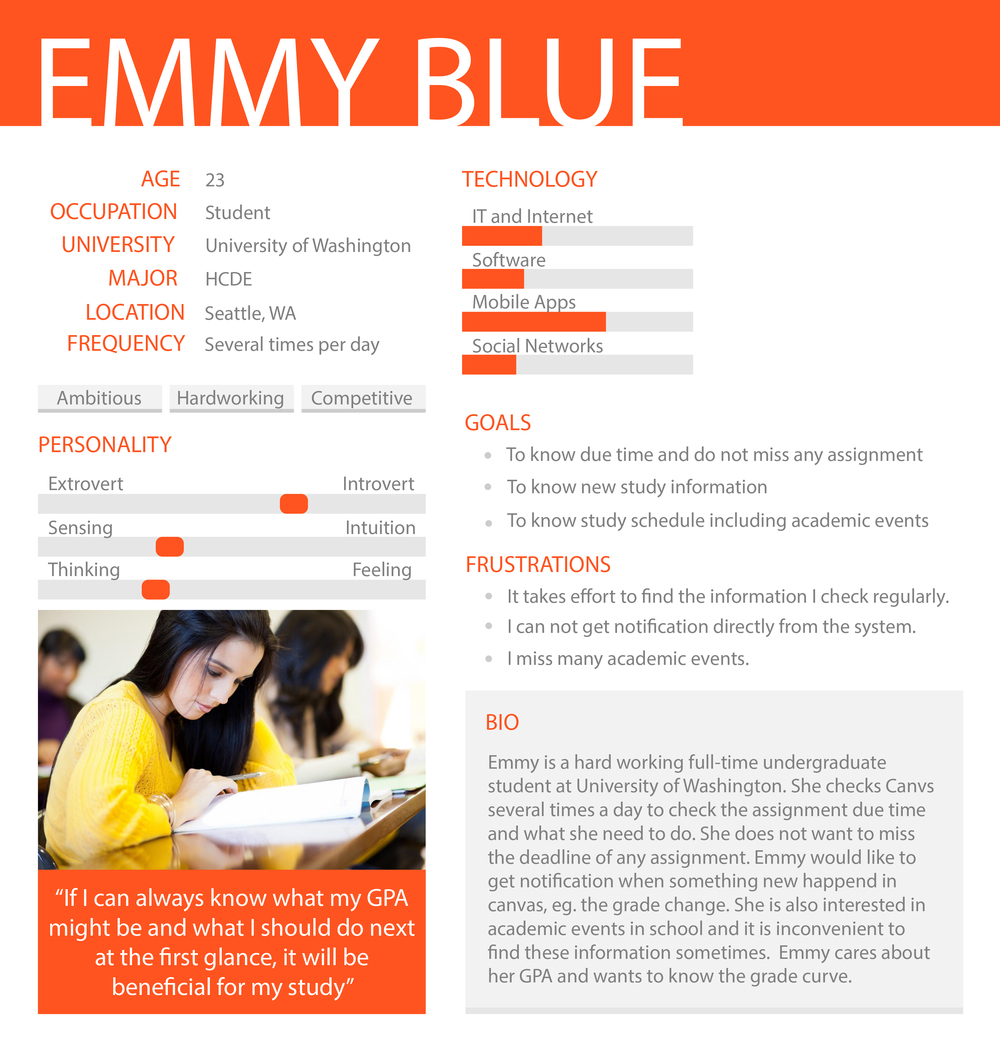 EMMY BLUE
AGE 23
OCCUPATION Student
UNIVERSITY University of Washington
MAJOR HCDE
LOCATION Seattle, WA
FREQUENCY Several times per day
Ambitious Hardworking Competitive
PERSONALITY
Extrovert Introvert
Sensing Intuition
Thinking Feeling
“If I can always know what my GPA
might be and what I should do next
at the first glance, it will be
beneficial for my study”
TECHNOLOGY
IT and Internet
Software
Mobile Apps
Social Networks
GOALS
To know due time and do not miss any assignment
To know new study information
To know study schedule including academic events
FRUSTRATIONS
It takes effort to find the information I check regularly.
I can not get notification directly from the system.
I miss many academic events.
BIO
Emmy is a hard working full-time undergraduate
student at University of Washington. She checks Canvs
several times a day to check the assignment due time
and what she need to do. She does not want to miss
the deadline of any assignment. Emmy would like to
get notification when something new happend in
canvas, eg. the grade change. She is also interested in
academic events in school and it is inconvenient to
find these information sometimes.  Emmy cares about
her GPA and wants to know the grade curve.